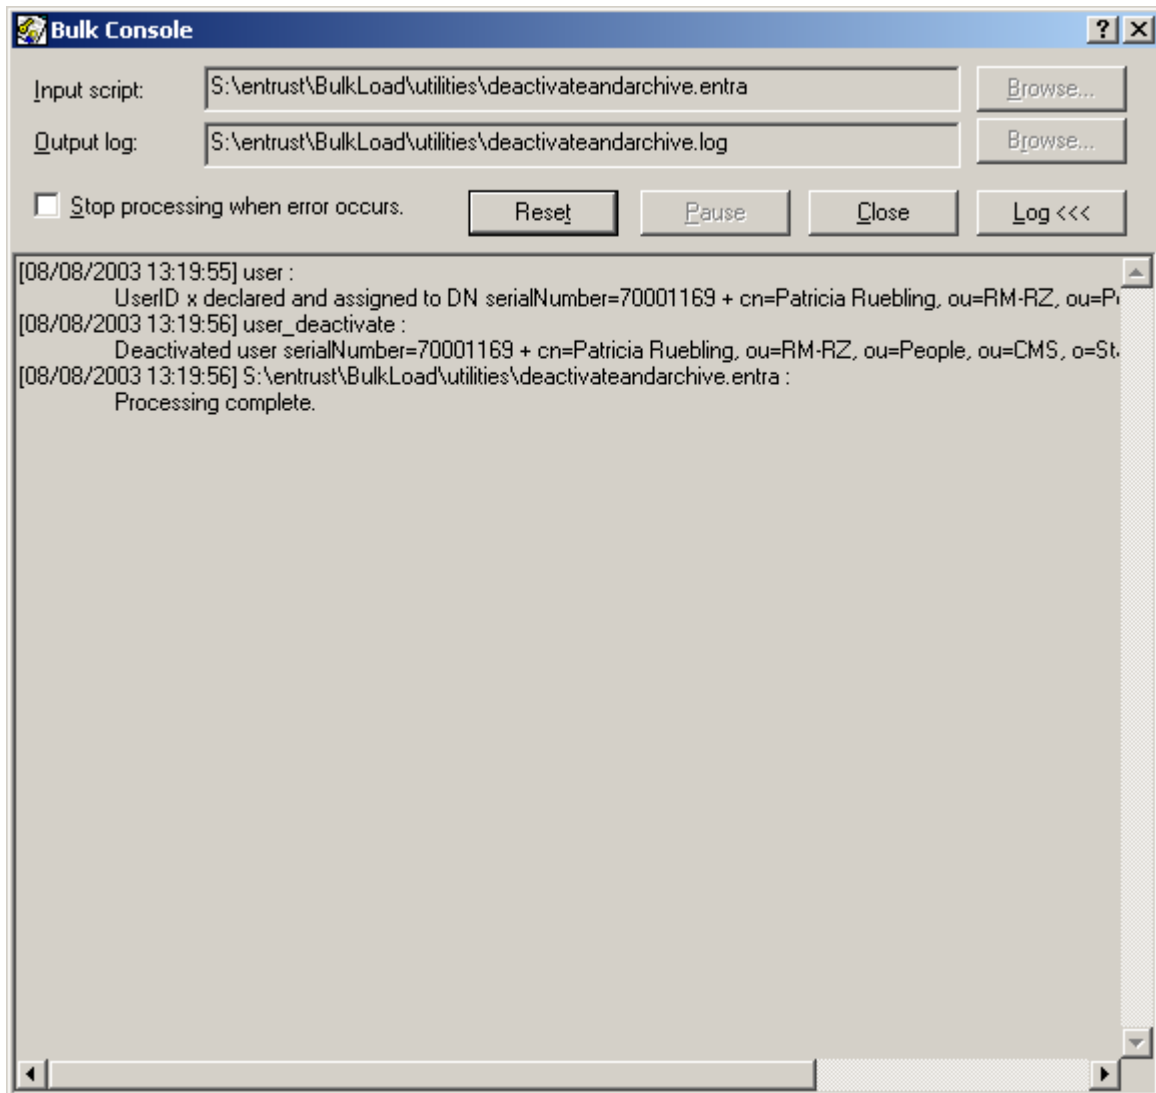 Bulk Console
Input script: S:\entrust\BulkLoad\utilities\deactivateandarchive.entra Browse...
Output log: S:\entrust\BulkLoad\utilities\deactivateandarchive.log Browse...
Stop processing when error occurs. Reset Pause Close Log <<<
[08/08/2003 13:19:55] user :
UserID x declared and assigned to DN serialNumber=70001169 + cn=Patricia Ruebling, ou=RM-RZ,
[08/08/2003 13:19:56] user_deactivate :
Deactivated user serialNumber=70001169 + cn=Patricia Ruebling, ou=RM-RZ, ou=People, ou=CMS,
[08/08/2003 13:19:56] S:\entrust\BulkLoad\utilities\deactivateandarchive.entra :
Processing complete.